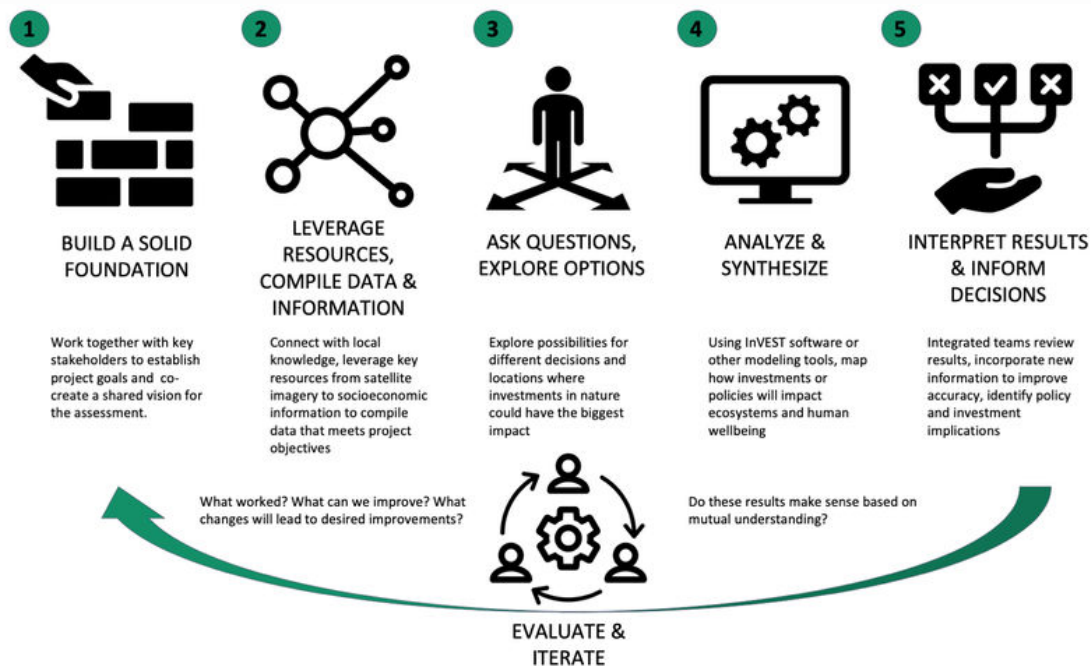 1
2
3
4
5
BUILD A SOLID
FOUNDATION
LEVERAGE
RESOURCES,
COMPILE DATA &
INFORMATION
ASK QUESTIONS,
EXPLORE OPTIONS
ANALYZE &
SYNTHESIZE
INTERPRET RESULTS
& INFORM
DECISIONS
Work together with key
stakeholders to establish
project goals and co-
create a shared vision for
the assessment.
Connect with local
knowledge, leverage key
resources from satellite
imagery to socioeconomic
information to compile
data that meets project
objectives
Explore possibilities for
different decisions and
locations where
investments in nature
could have the biggest
impact
Using InVEST software or
other modeling tools, map
how investments or
policies will impact
ecosystems and human
wellbeing
Integrated teams review
results, incorporate new
information to improve
accuracy, identify policy
and investment
implications
What worked? What can we improve? What
changes will lead to desired improvements?
Do these results make sense based on
mutual understanding?
EVALUATE &
ITERATE